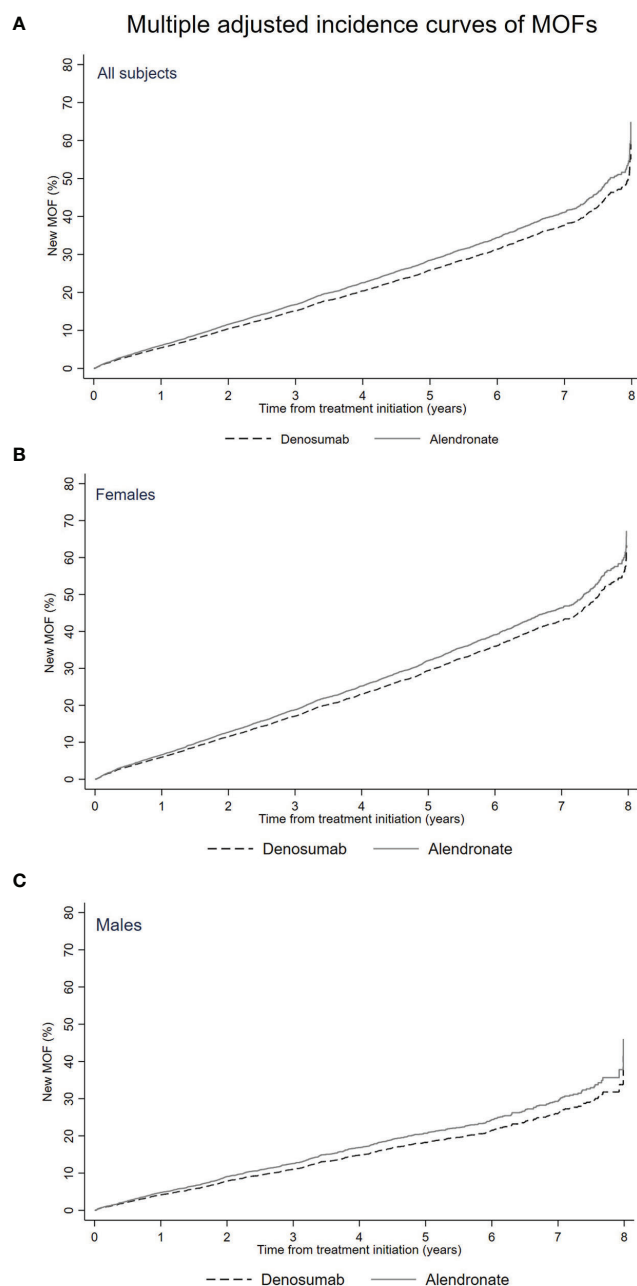 A
Multiple adjusted incidence curves of MOFs
All subjects
80
70
60
50
40
30
20
10
0
New MOF (%)
0 1 2 3 4 5 6 7 8
Time from treatment initiation (years)
Denosumab Alendronate
B
Females
80
70
60
50
40
30
20
10
0
New MOF (%)
0 1 2 3 4 5 6 7 8
Time from treatment initiation (years)
Denosumab Alendronate
C
Males
80
70
60
50
40
30
20
10
0
New MOF (%)
0 1 2 3 4 5 6 7 8
Time from treatment initiation (years)
Denosumab Alendronate